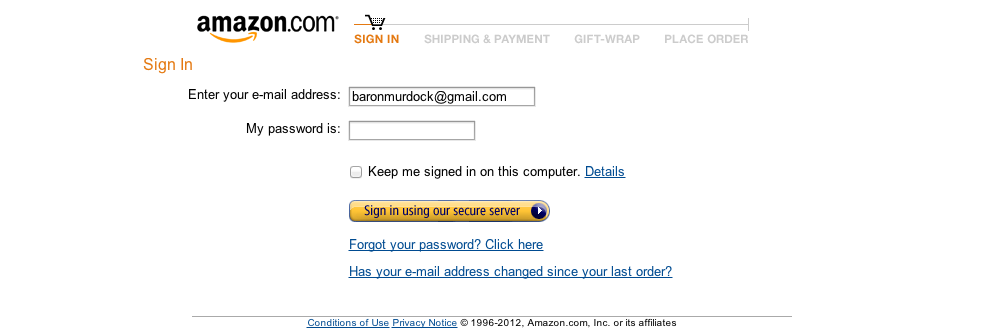 amazon.com
SIGN IN SHIPPING & PAYMENT GIFT-WRAP PLACE ORDER
Sign In
Enter your e-mail address: baronmurdock@gmail.com
My password is:
Keep me signed in on this computer. Details
Sign in using our secure server
Forgot your password? Click here
Has your e-mail address changed since your last order?
Conditions of Use Privacy Notice © 1996-2012, Amazon.com, Inc. or its affiliates